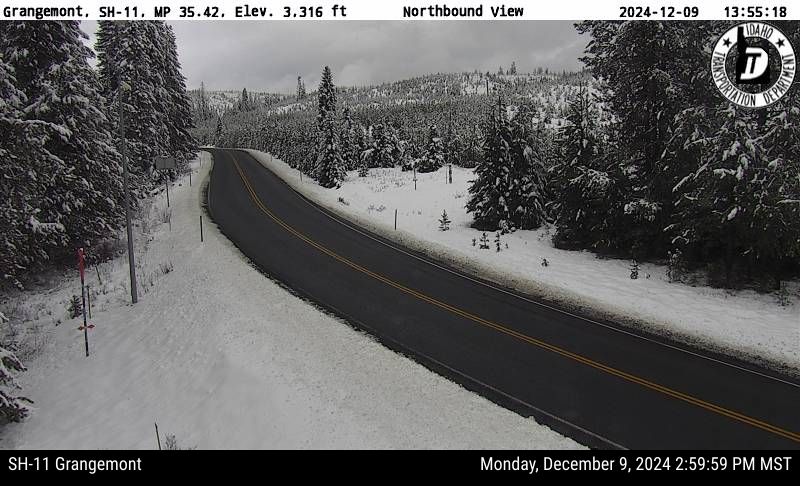 Grangemont, SH-11, MP 35.42, Elev. 3,316 ft Northbound View 2024-12-09 13:55:18
IDAHO TRANSPORTATION DEPARTMENT
SH-11 Grangemont Monday, December 9, 2024 2:59:59 PM MST